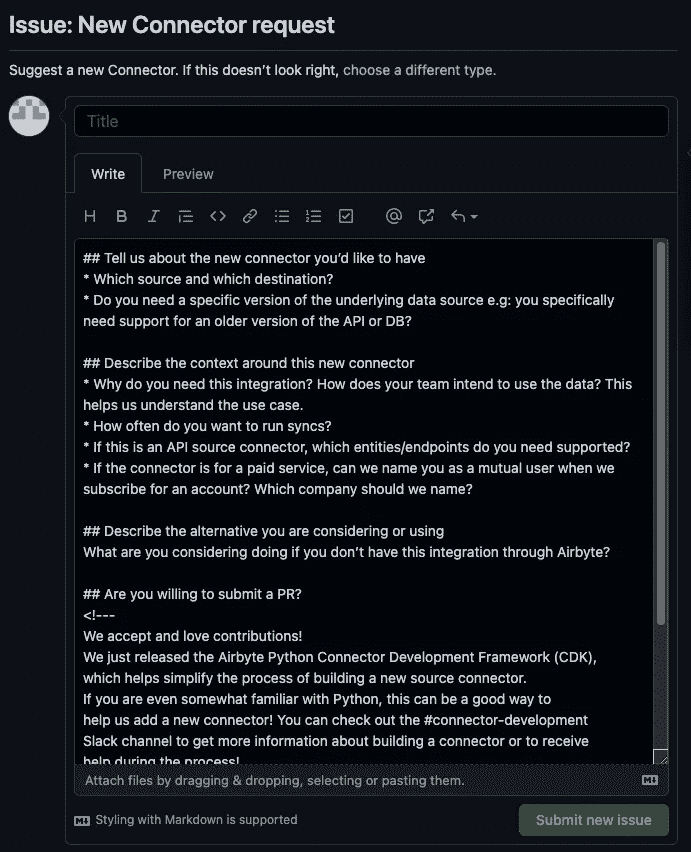 Issue: New Connector request
Suggest a new Connector. If this doesn’t look right, choose a different type.
Title
Write Preview
## Tell us about the new connector you’d like to have
* Which source and which destination?
* Do you need a specific version of the underlying data source e.g: you specifically
need support for an older version of the API or DB?
## Describe the context around this new connector
* Why do you need this integration? How does your team intend to use the data? This
helps us understand the use case.
* How often do you want to run syncs?
* If this is an API source connector, which entities/endpoints do you need supported?
* If the connector is for a paid service, can we name you as a mutual user when we
subscribe for an account? Which company should we name?
## Describe the alternative you are considering or using
What are you considering doing if you don’t have this integration through Airbyte?
## Are you willing to submit a PR?
<!---
We accept and love contributions!
We just released the Airbyte Python Connector Development Framework (CDK),
which helps simplify the process of building a new source connector.
If you are even somewhat familiar with Python, this can be a good way to
help us add a new connector! You can check out the #connector-development
Slack channel to get more information about building a connector or to receive
help during the process!
Attach files by dragging & dropping, selecting or pasting them.
Styling with Markdown is supported
Submit new issue